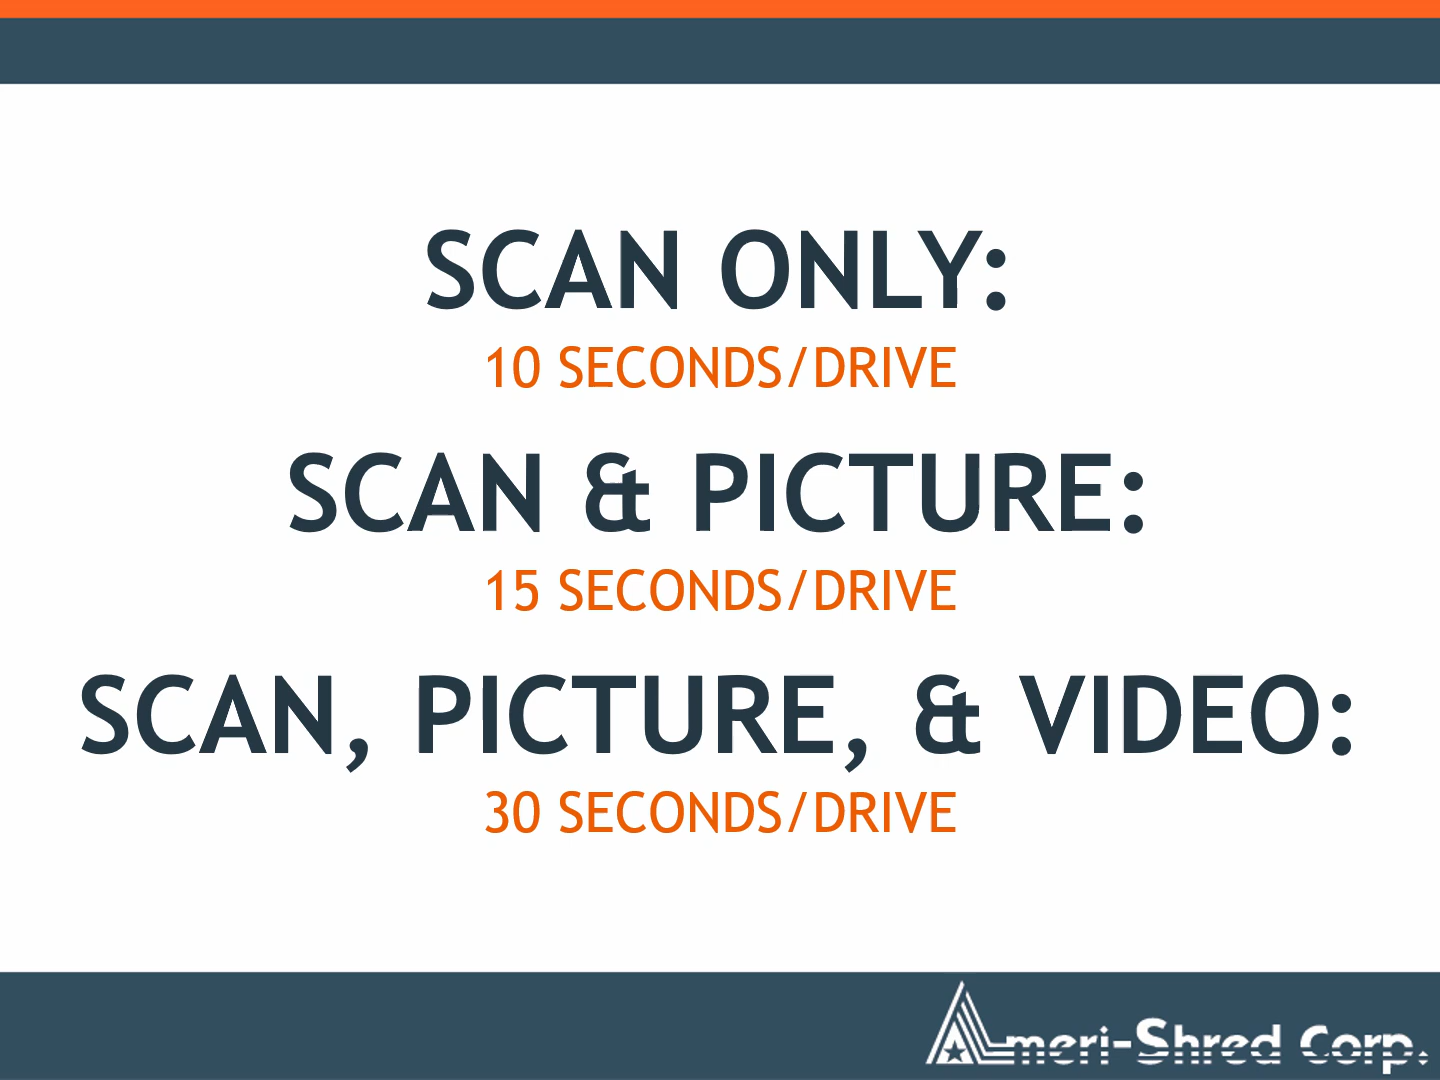 SCAN ONLY:
10 SECONDS/DRIVE
SCAN & PICTURE:
15 SECONDS/DRIVE
SCAN, PICTURE, & VIDEO:
30 SECONDS/DRIVE
Ameri-Shred Corp.